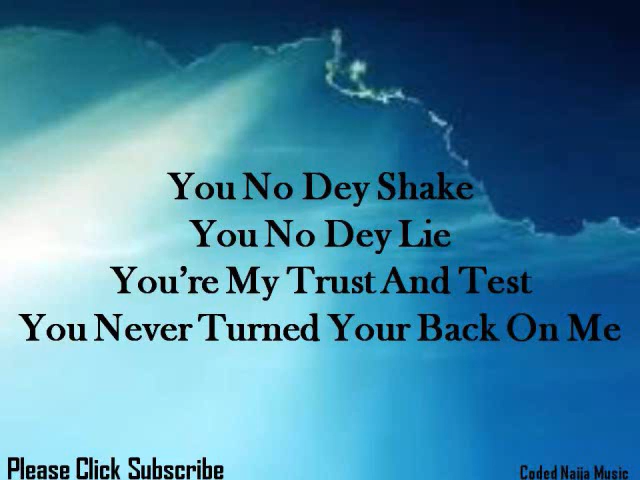 You No Dey Shake
You No Dey Lie
You're My Trust And Test
You Never Turned Your Back On Me
Please Click Subscribe
Coded Naija Music